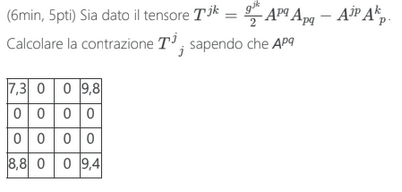 (6min, 5pti) Sia dato il tensore $T^{jk} = \frac{g^{jk}}{2} A^{pq} A_{pq} - A^{jp} A^k_p$.
Calcolare la contrazione $T^j{}_j$ sapendo che $A^{pq}$
7,3 0 0 9,8
0 0 0 0
0 0 0 0
8,8 0 0 9,4